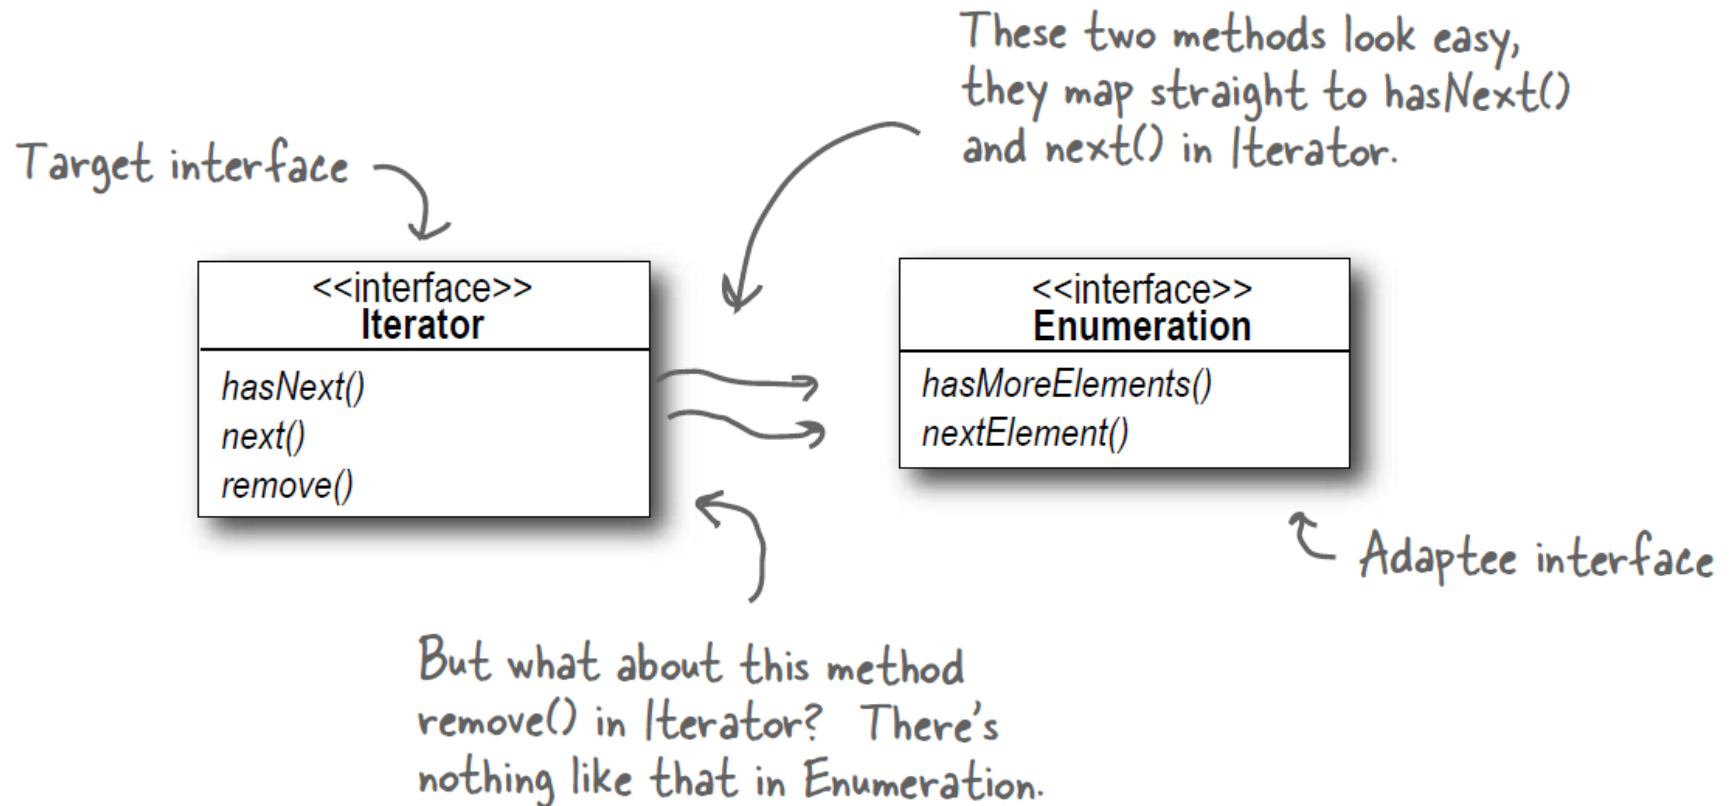 These two methods look easy,
they map straight to hasNext()
and next() in Iterator.
Target interface
<<interface>>
Iterator
hasNext()
next()
remove()
<<interface>>
Enumeration
hasMoreElements()
nextElement()
Adaptee interface
But what about this method
remove() in Iterator? There's
nothing like that in Enumeration.